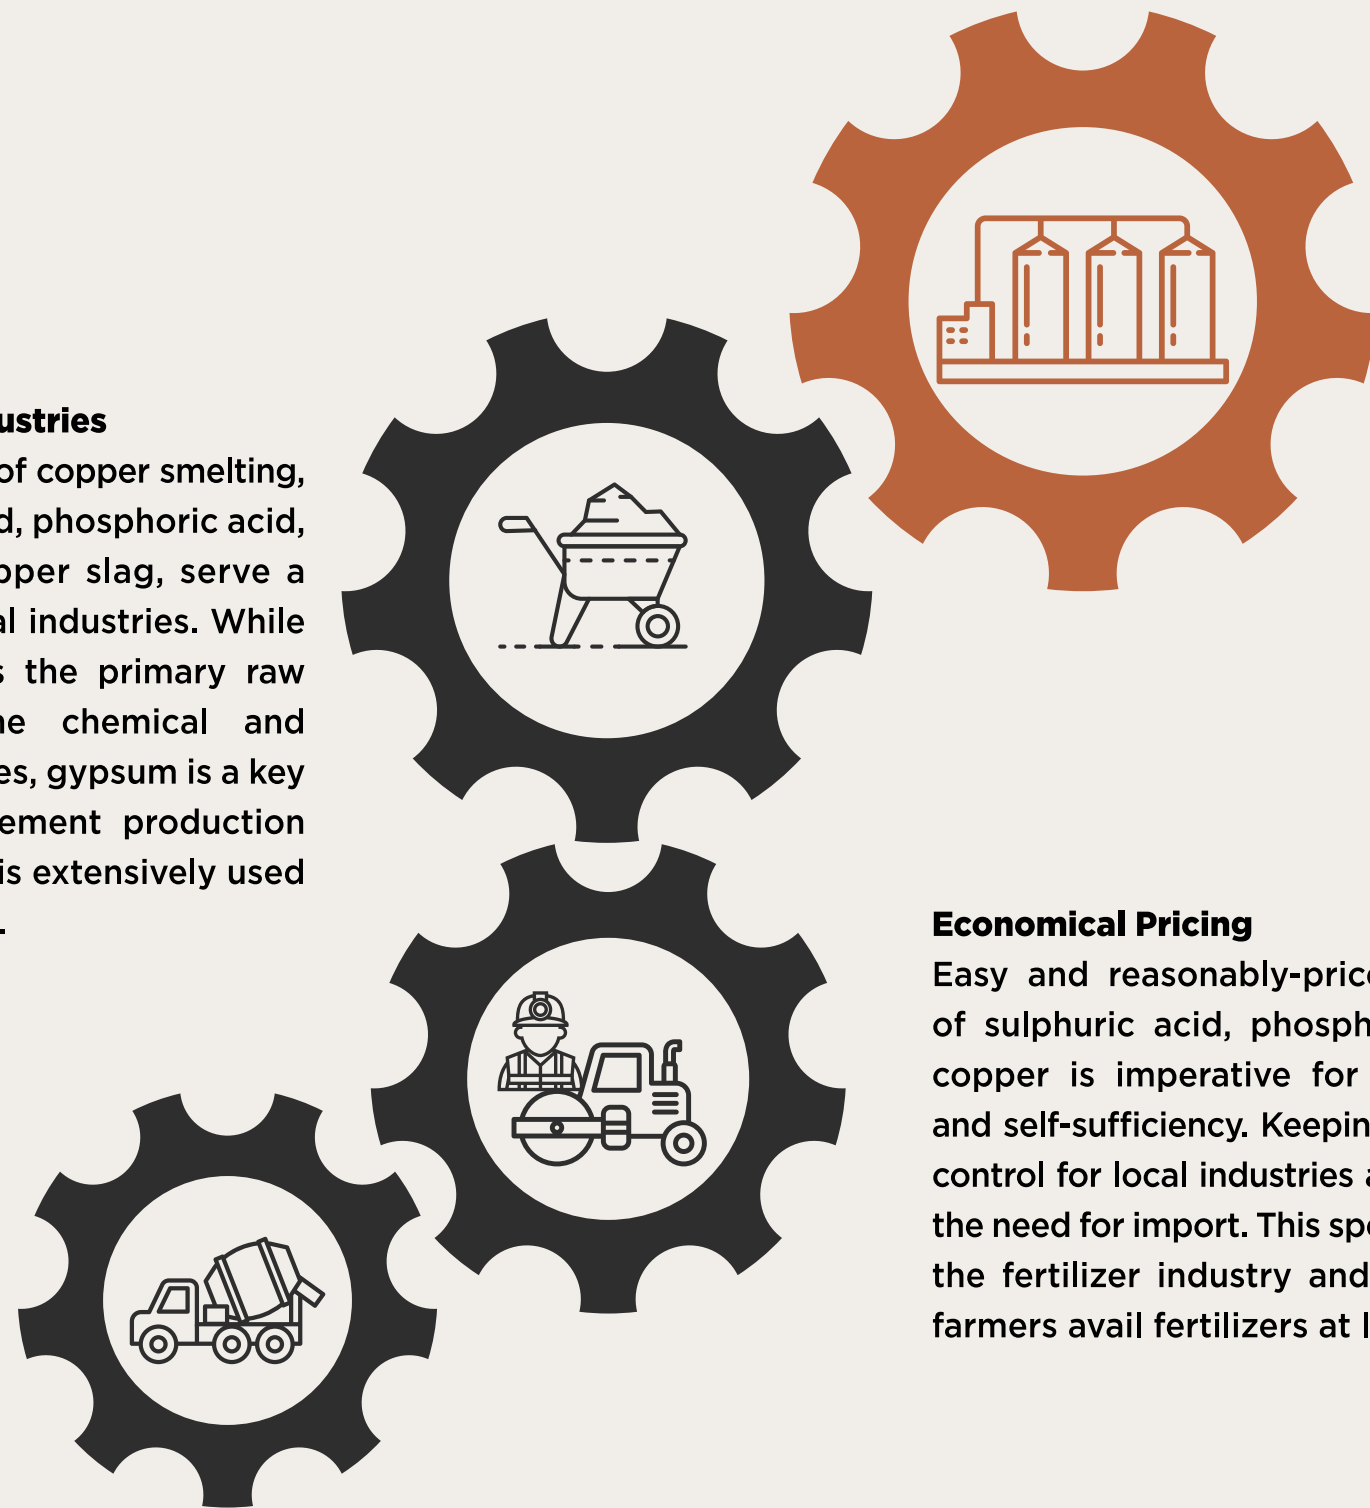 ustries
of copper smelting,
d, phosphoric acid,
pper slag, serve a
al industries. While
s the primary raw
ne chemical and
es, gypsum is a key
ement production
is extensively used
.
Economical Pricing
Easy and reasonably-price
of sulphuric acid, phosph
copper is imperative for
and self-sufficiency. Keepin
control for local industries a
the need for import. This spe
the fertilizer industry and
farmers avail fertilizers at l